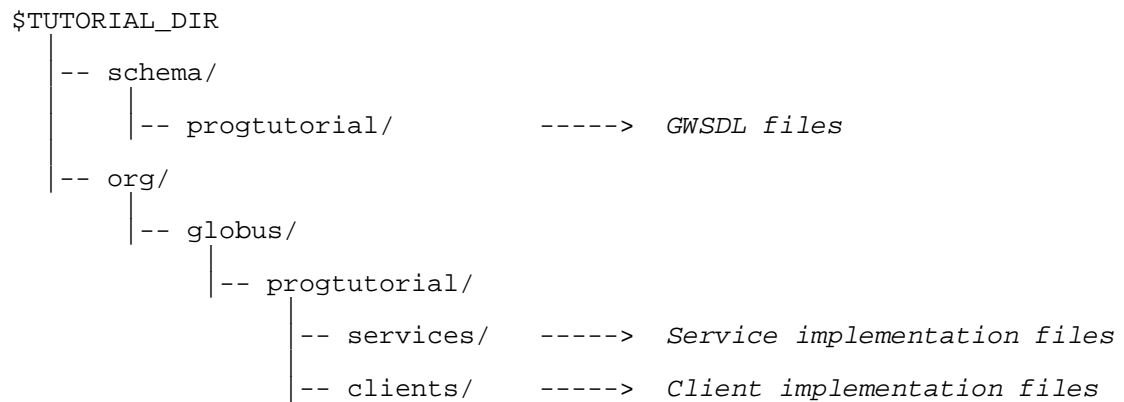 $TUTORIAL_DIR
-- schema/
-- progtutorial/ -----> GWSDL files
-- org/
-- globus/
-- progtutorial/
-- services/ -----> Service implementation files
-- clients/ -----> Client implementation files